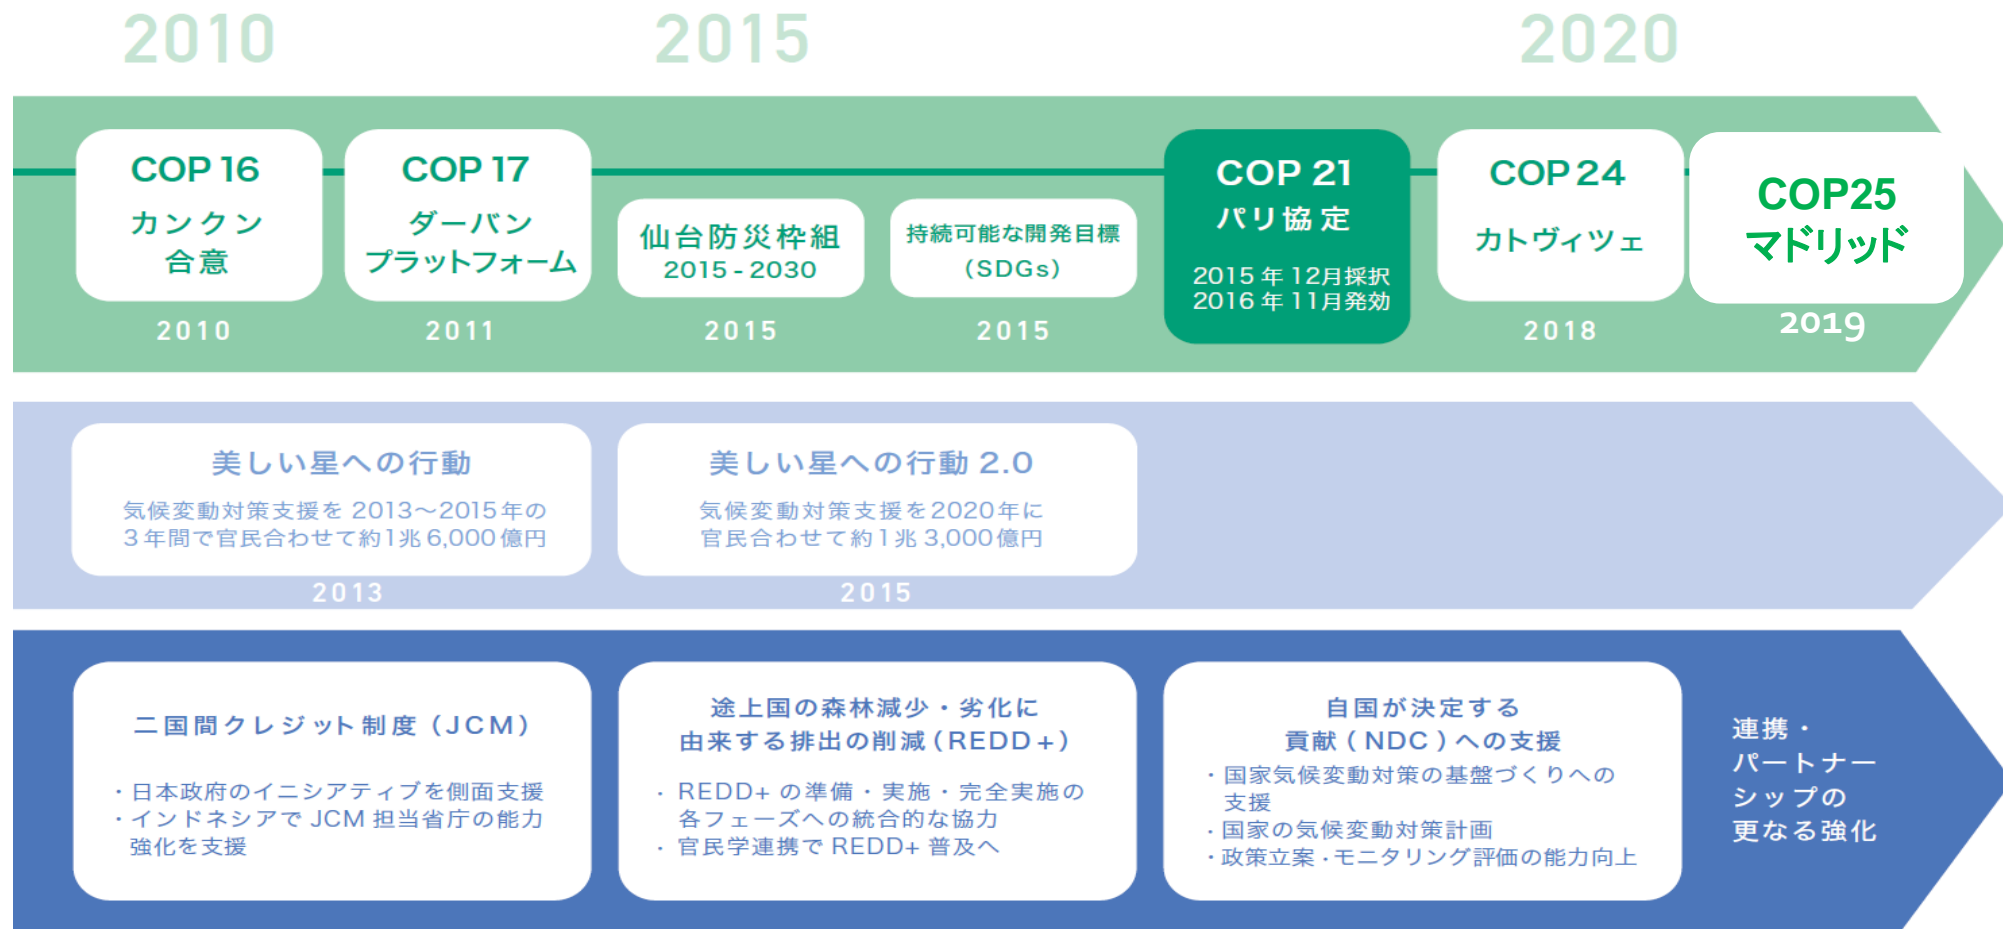 2010
2015
2020
COP 16
カンクン
合意
2010
COP 17
ダーバン
プラットフォーム
2011
仙台防災枠組
2015 - 2030
2015
持続可能な開発目標
(SDGs)
2015
COP 21
パリ協定
2015 年 12月採択
2016 年 11月発効
COP 24
カトヴィツェ
2018
COP25
マドリッド
2019
美しい星への行動
気候変動対策支援を 2013～2015年の
3 年間で官民合わせて約1兆 6,000 億円
2013
美しい星への行動 2.0
気候変動対策支援を2020年に
官民合わせて約1兆 3,000億円
2015
二国間クレジット制度（JCM）
・日本政府のイニシアティブを側面支援
・インドネシアで JCM 担当省庁の能力
強化を支援
途上国の森林減少・劣化に
由来する排出の削減（REDD+）
・ REDD+ の準備・実施・完全実施の
各フェーズへの統合的な協力
・ 官民学連携で REDD+ 普及へ
自国が決定する
貢献（NDC）への支援
・国家気候変動対策の基盤づくりへの
支援
・国家の気候変動対策計画
・政策立案・モニタリング評価の能力向上
連携・
パートナー
シップの
更なる強化